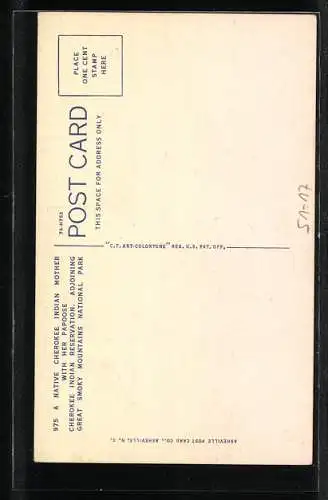 975 A NATIVE CHEROKEE INDIAN MOTHER
WITH HER PAPOOSE
CHEROKEE INDIAN RESERVATION, ADJOINING
GREAT SMOKY MOUNTAINS NATIONAL PARK
POST CARD
THIS SPACE FOR ADDRESS ONLY
PLACE
ONE CENT
STAMP
HERE
"C.T. ART-COLORTONE" REG. U.S. PAT. OFF.
ASHEVILLE POST CARD CO., ASHEVILLE, N. C.
51-17